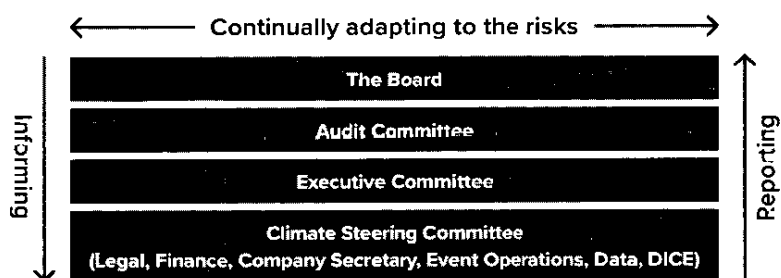 Continually adapting to the risks
The Board
Audit Committee
Executive Committee
Climate Steering Committee
(Legal, Finance, Company Secretary, Event Operations, Data, DICE)
Informing
Reporting